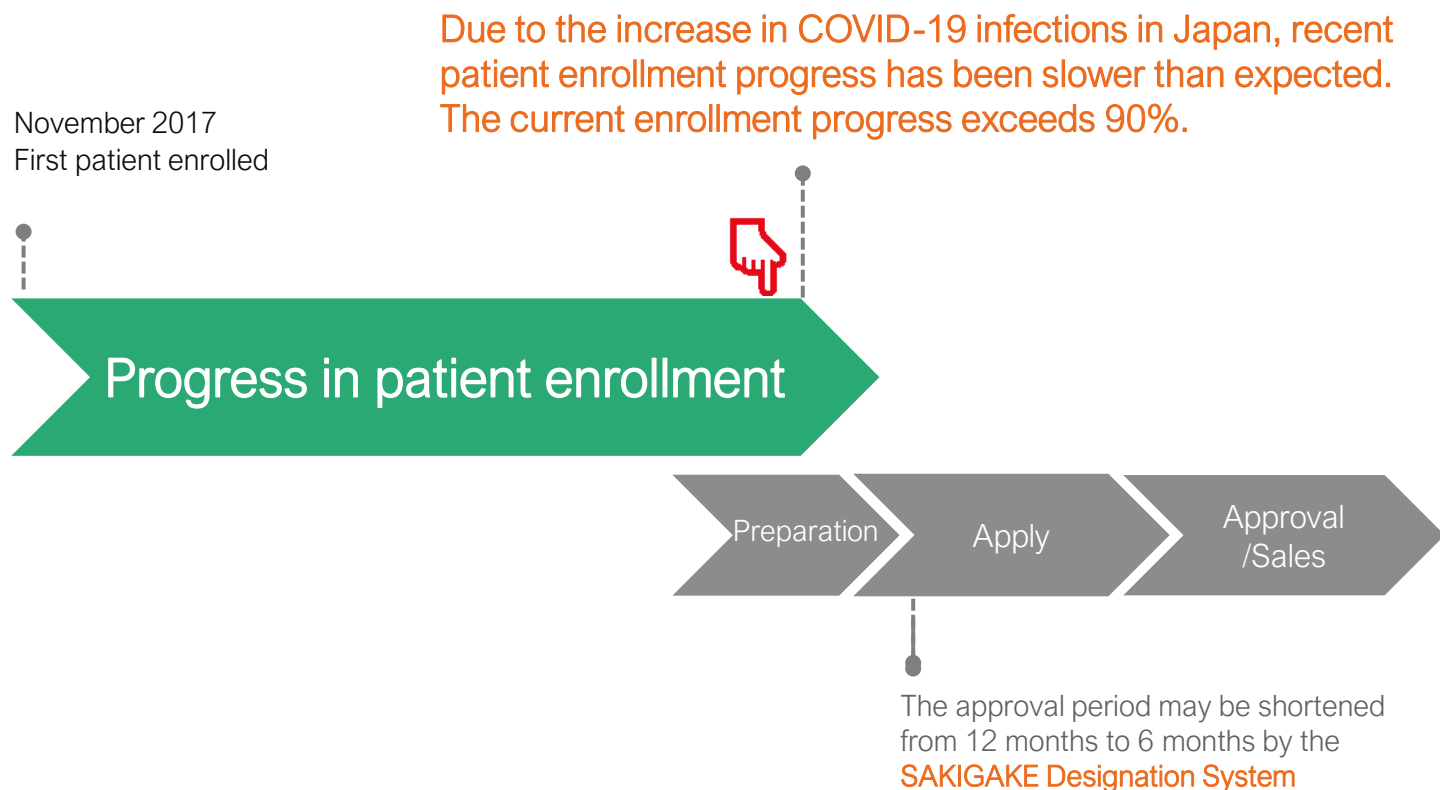 Due to the increase in COVID-19 infections in Japan, recent
patient enrollment progress has been slower than expected.
The current enrollment progress exceeds 90%.
November 2017
First patient enrolled
Progress in patient enrollment
Preparation
Apply
Approval
/Sales
The approval period may be shortened
from 12 months to 6 months by the
SAKIGAKE Designation System